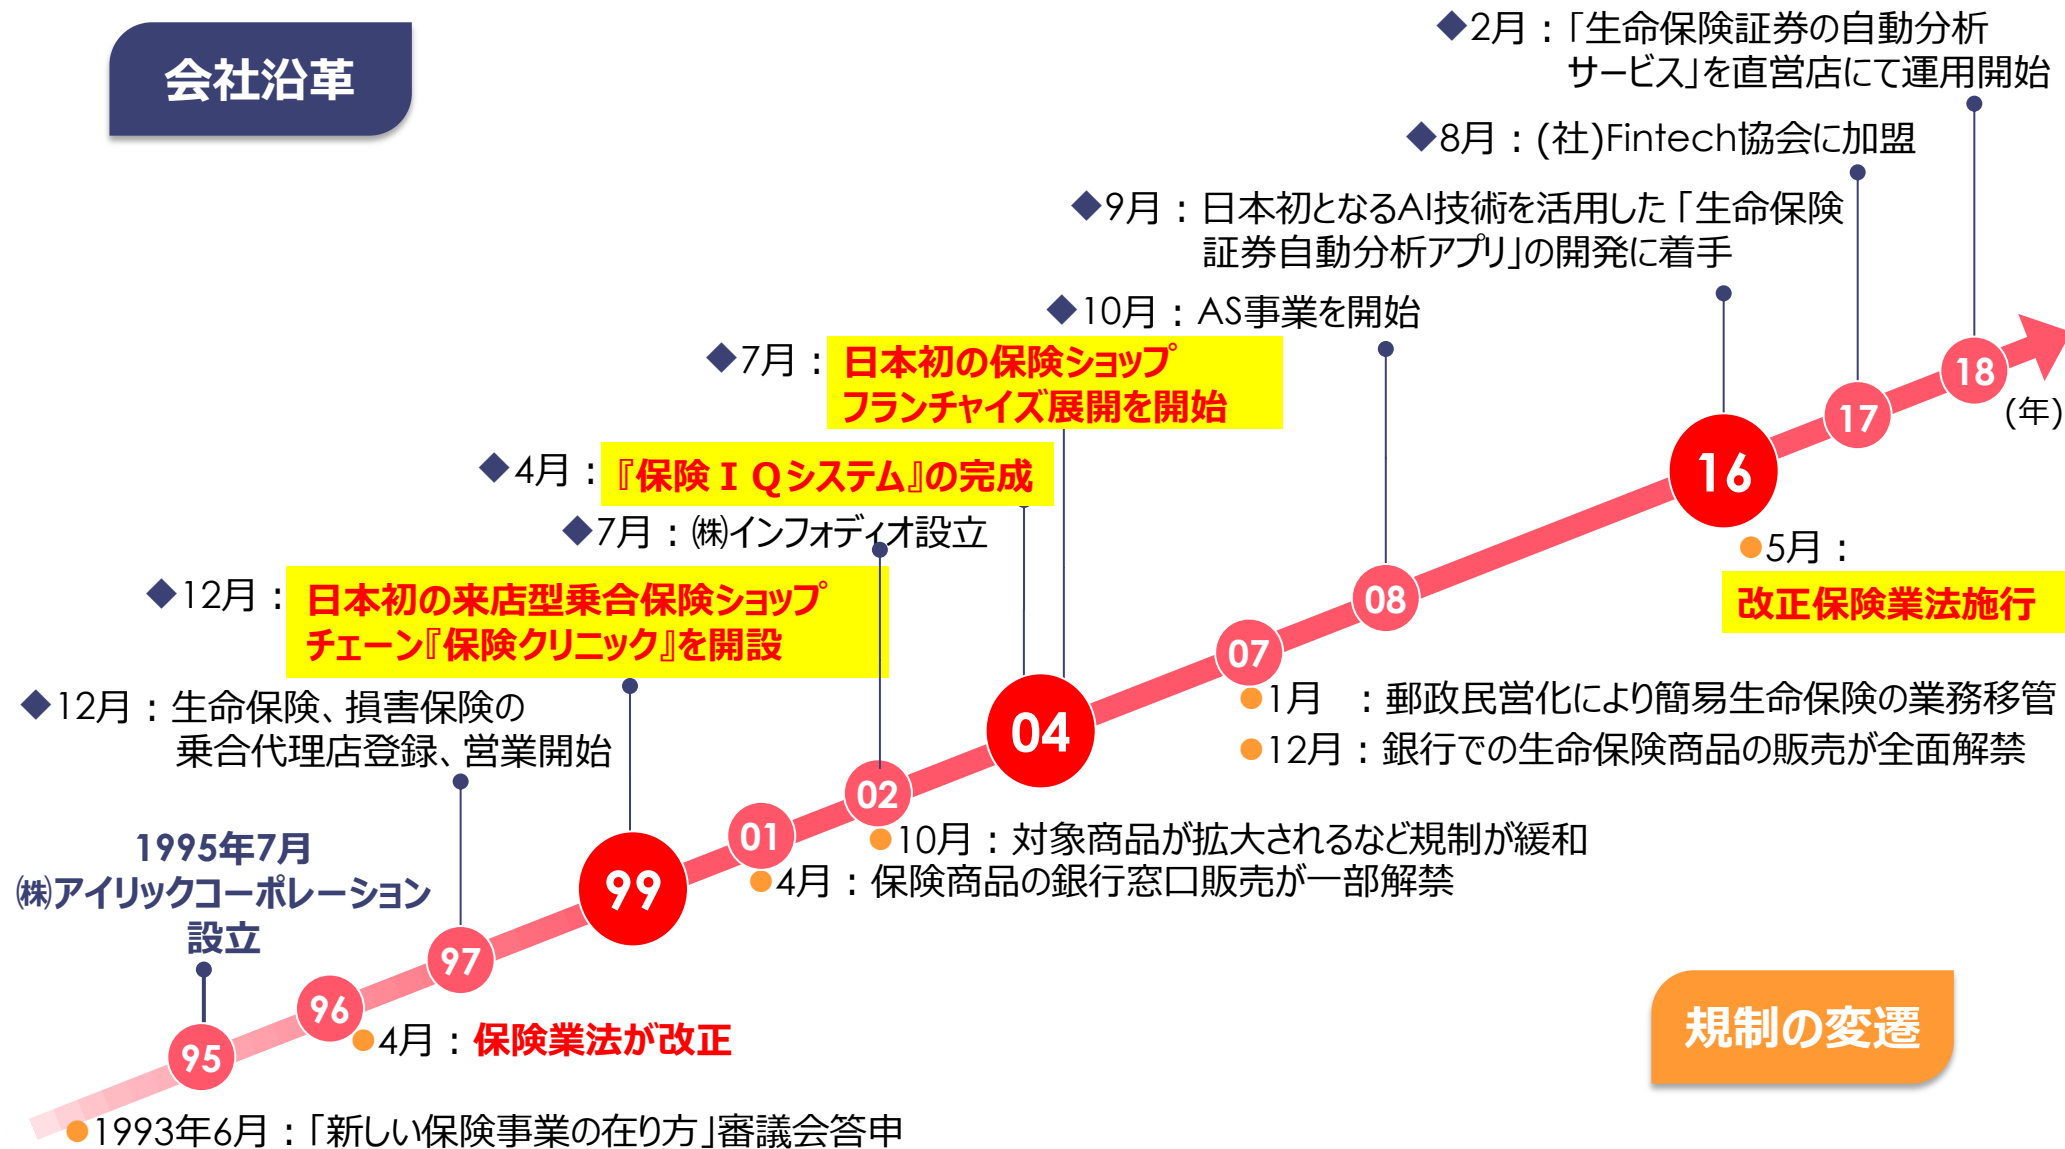 会社沿革
◆2月：「生命保険証券の自動分析
サービス」を直営店にて運用開始
◆8月：(社)Fintech協会に加盟
◆9月：日本初となるAI技術を活用した「生命保険
証券自動分析アプリ」の開発に着手
◆10月：AS事業を開始
◆7月：日本初の保険ショップ
フランチャイズ展開を開始
◆4月：『保険ＩＱシステム』の完成
◆7月：㈱インフォディオ設立
◆12月：日本初の来店型乗合保険ショップ
チェーン『保険クリニック』を開設
◆12月：生命保険、損害保険の
乗合代理店登録、営業開始
1995年7月
㈱アイリックコーポレーション
設立
95
96
97
99
01
02
04
07
08
16
17
18
(年)
●5月：
改正保険業法施行
●1月　：郵政民営化により簡易生命保険の業務移管
●12月：銀行での生命保険商品の販売が全面解禁
●10月：対象商品が拡大されるなど規制が緩和
●4月：保険商品の銀行窓口販売が一部解禁
●4月：保険業法が改正
●1993年6月：「新しい保険事業の在り方」審議会答申
規制の変遷